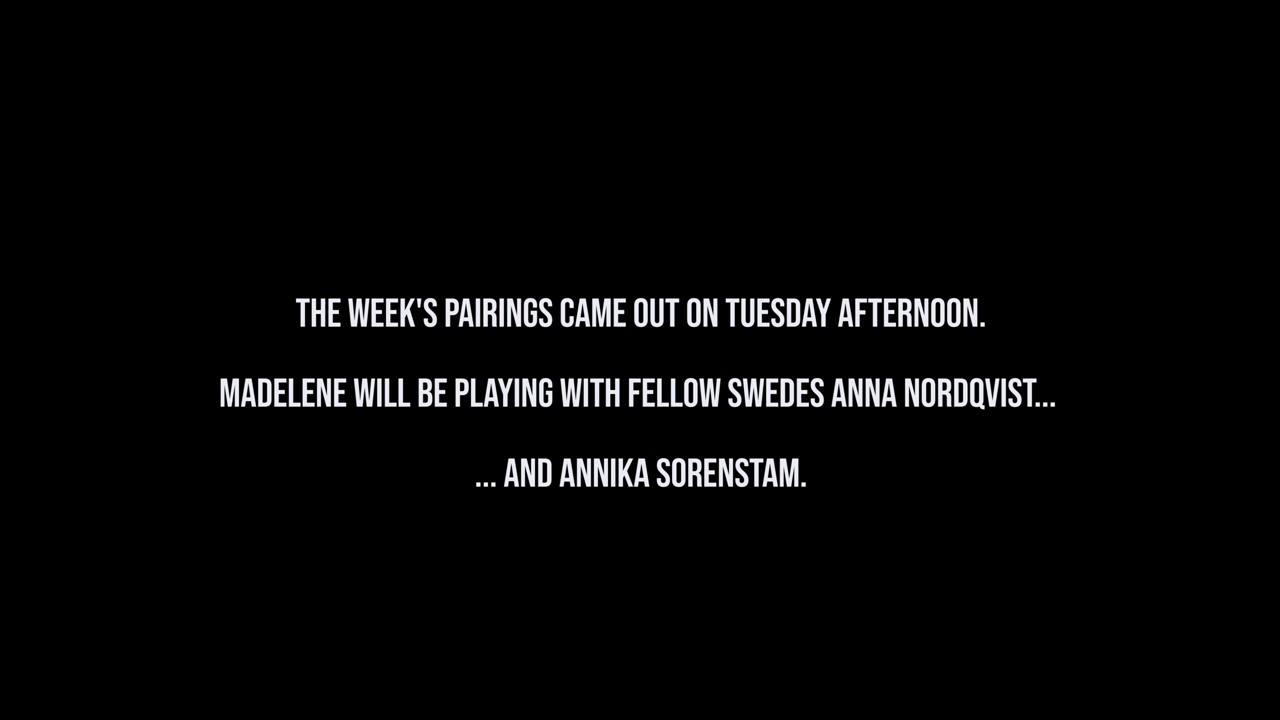 THE WEEK'S PAIRINGS CAME OUT ON TUESDAY AFTERNOON.
MADELENE WILL BE PLAYING WITH FELLOW SWEDES ANNA NORDQVIST...
... AND ANNIKA SORENSTAM.